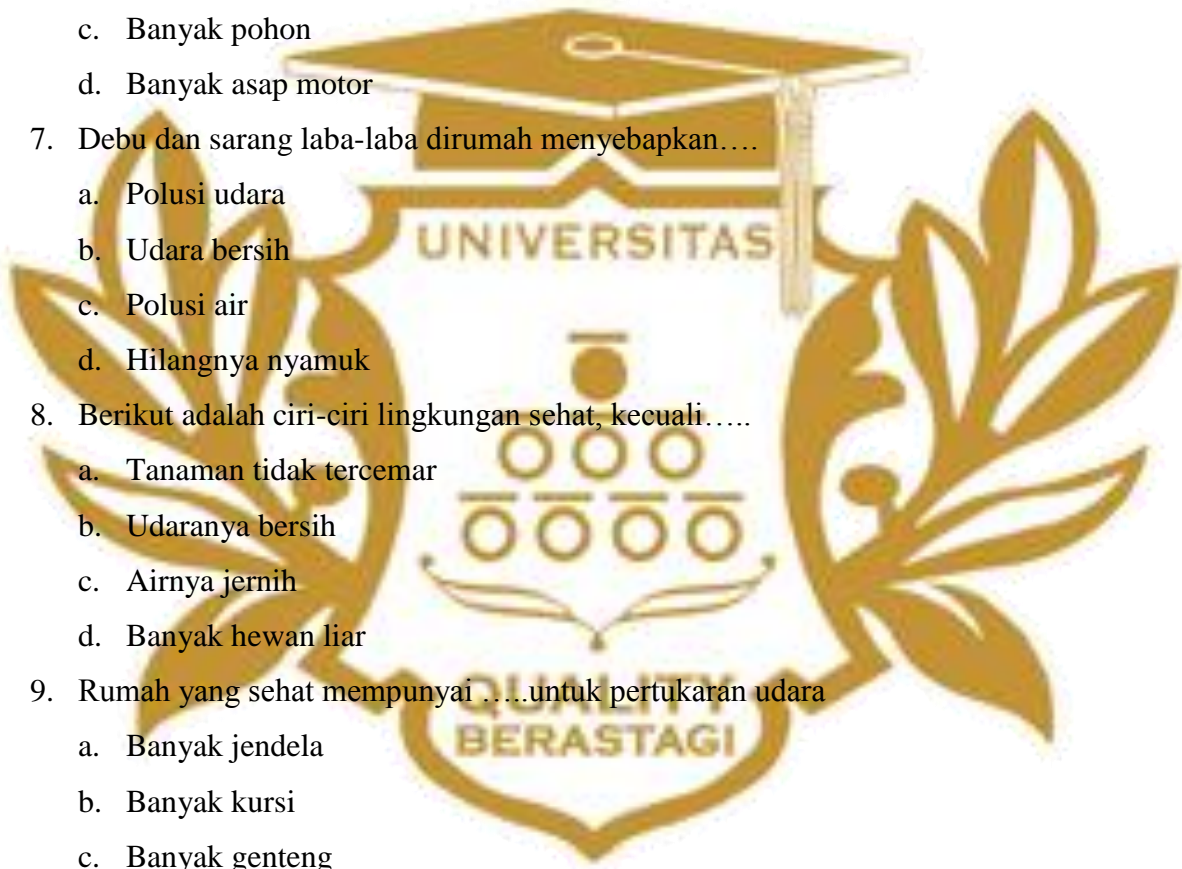 c. Banyak pohon
d. Banyak asap motor
7. Debu dan sarang laba-laba dirumah menyebapkan….
a. Polusi udara
b. Udara bersih
c. Polusi air
d. Hilangnya nyamuk
8. Berikut adalah ciri-ciri lingkungan sehat, kecuali…..
a. Tanaman tidak tercemar
b. Udaranya bersih
c. Airnya jernih
d. Banyak hewan liar
9. Rumah yang sehat mempunyai …..untuk pertukaran udara
a. Banyak jendela
b. Banyak kursi
c. Banyak genteng
UNIVERSITAS
QUALITY
BERASTAGI